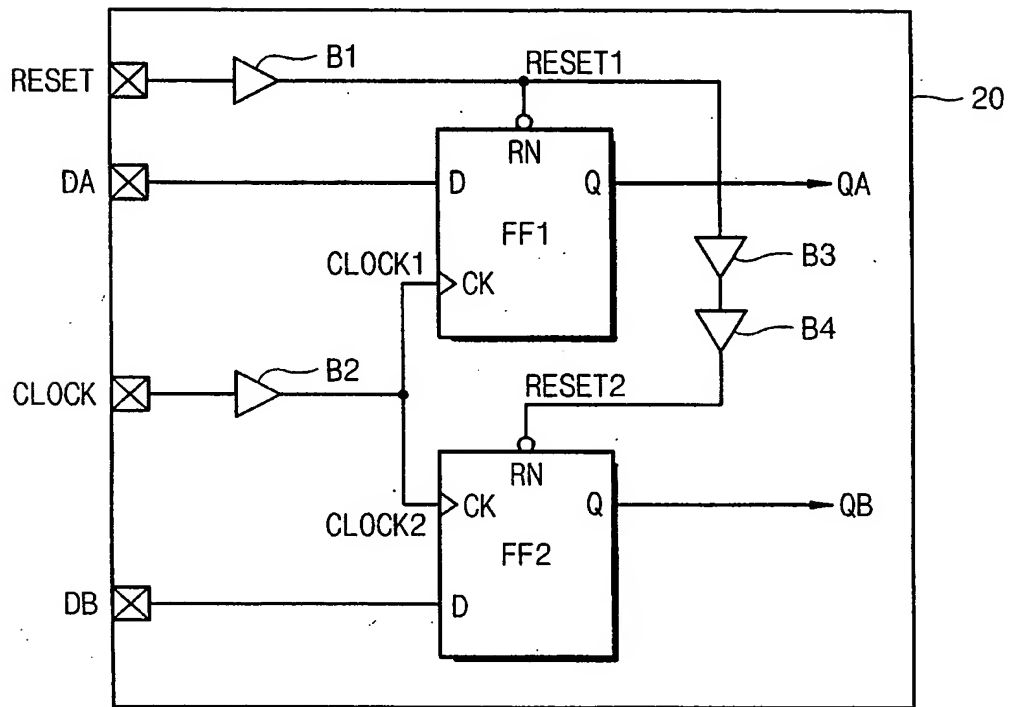 B1
RESET
RESET1
20
RN
DA
D
Q
QA
FF1
B3
CLOCK1
CK
B4
B2
CLOCK
RESET2
RN
CK
Q
QB
CLOCK2
FF2
DB
D